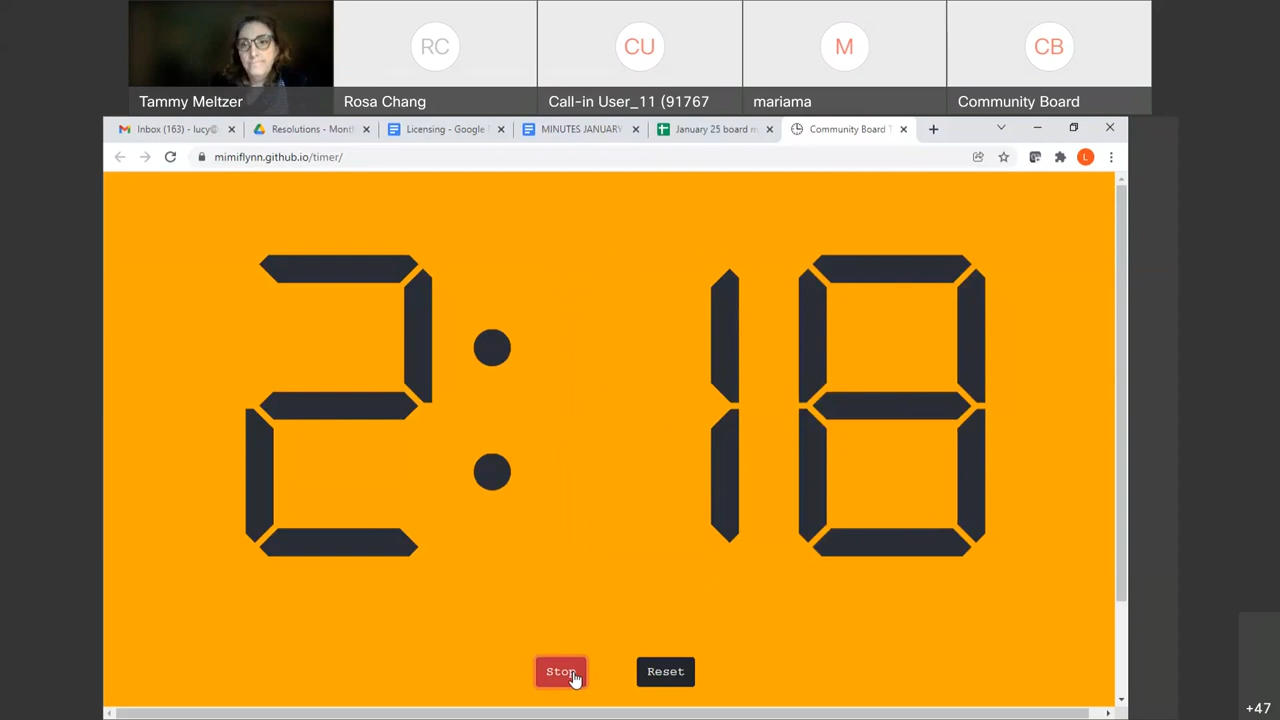 RC
CU
M
CB
Tammy Meltzer
Rosa Chang
Call-in User_11 (91767
mariama
Community Board
Inbox (163) - lucy@
Resolutions - Mont
Licensing - Google
MINUTES JANUARY
January 25 board m
Community Board T
mimiflynn.github.io/timer/
L
2:18
Stop
Reset
+47